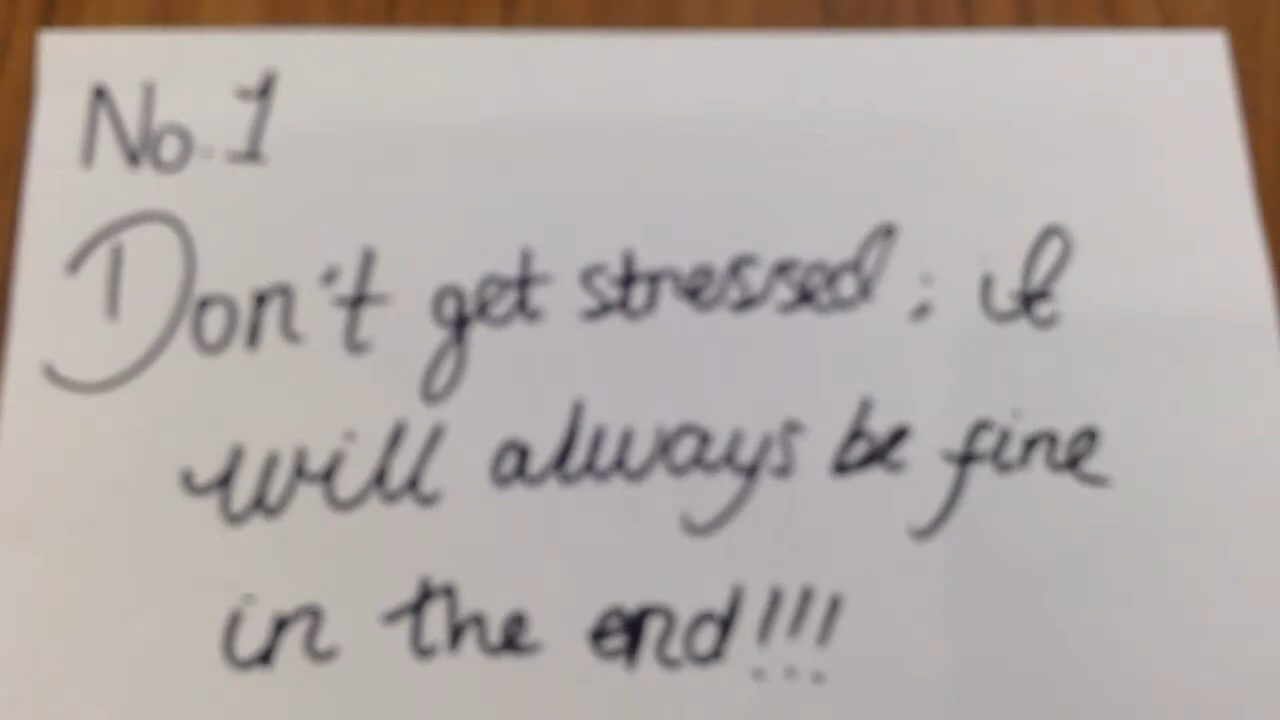 No.1
Don't get stressed; it
will always be fine
in the end!!!